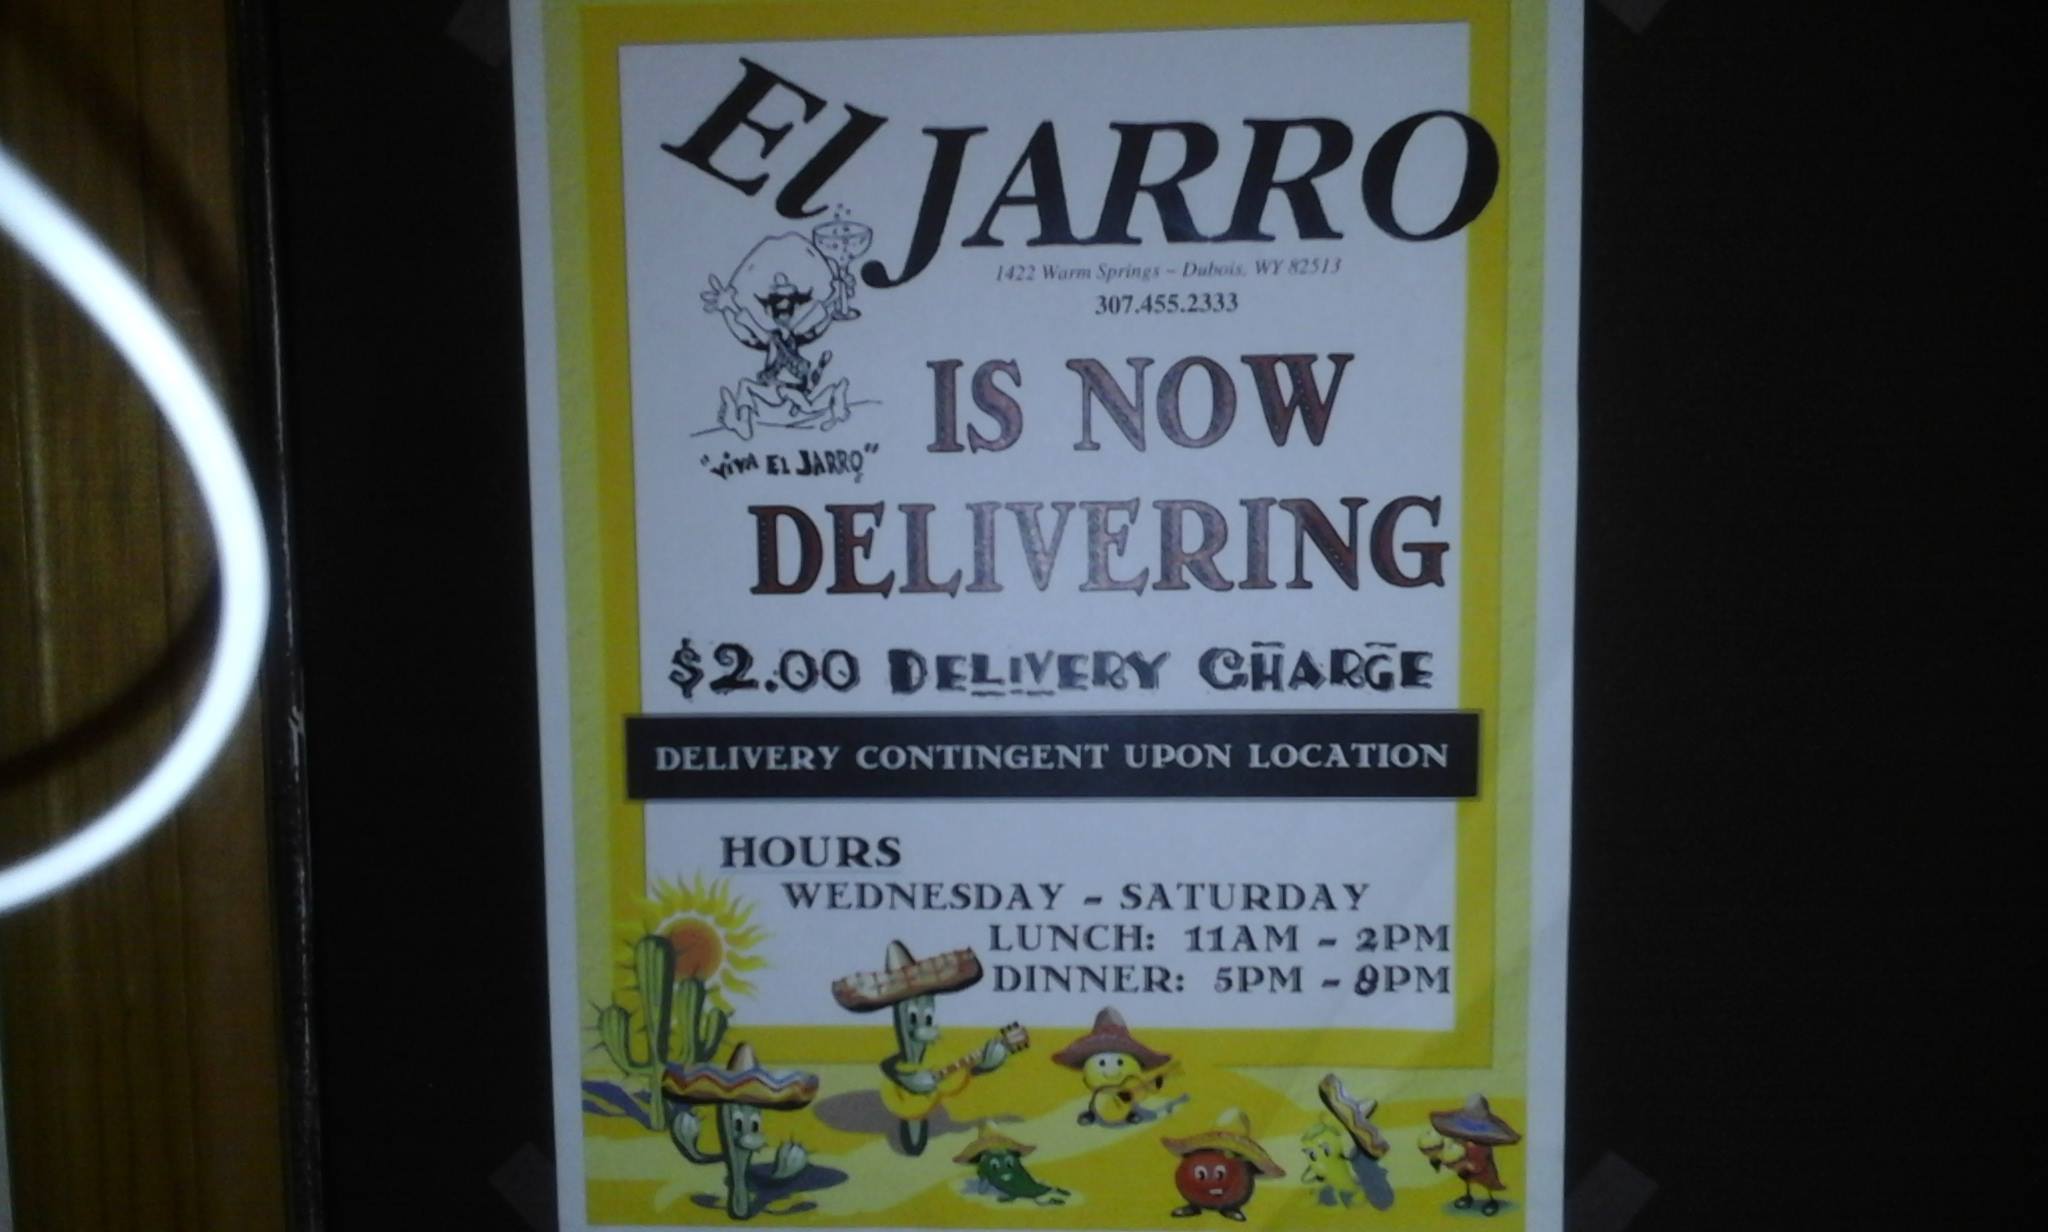 El JARRO
1422 Warm Springs ~ Dubois, WY 82513
307.455.2333
"VIVA EL JARRO"
IS NOW
DELIVERING
$2.00 DELIVERY CHARGE
DELIVERY CONTINGENT UPON LOCATION
HOURS
WEDNESDAY - SATURDAY
LUNCH: 11AM - 2PM
DINNER: 5PM - 8PM